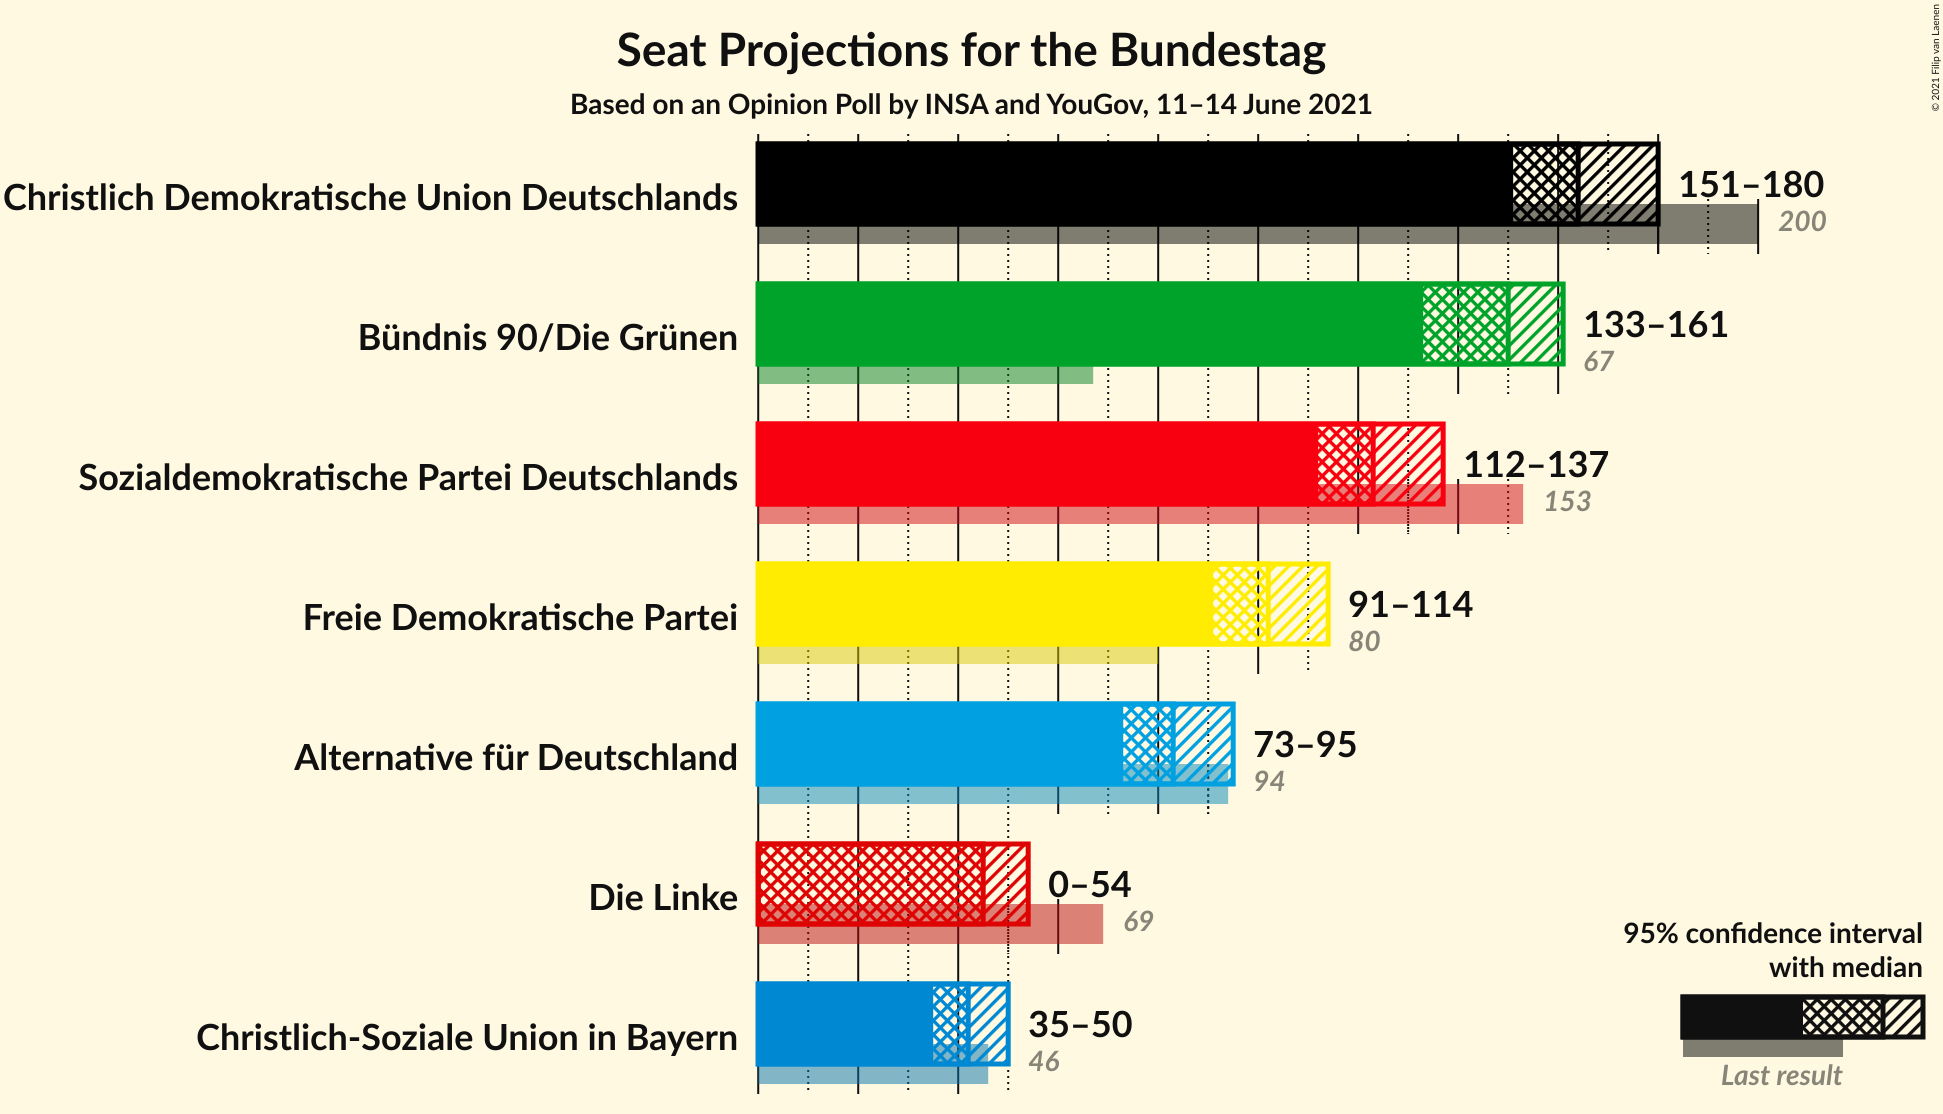 Seat Projections for the Bundestag
Based on an Opinion Poll by INSA and YouGov, 11–14 June 2021
© 2021 Filip van Laenen
Christlich Demokratische Union Deutschlands
151–180
200
Bündnis 90/Die Grünen
133–161
67
Sozialdemokratische Partei Deutschlands
112–137
153
Freie Demokratische Partei
91–114
80
Alternative für Deutschland
73–95
94
Die Linke
0–54
69
Christlich-Soziale Union in Bayern
35–50
46
95% confidence interval
with median
Last result